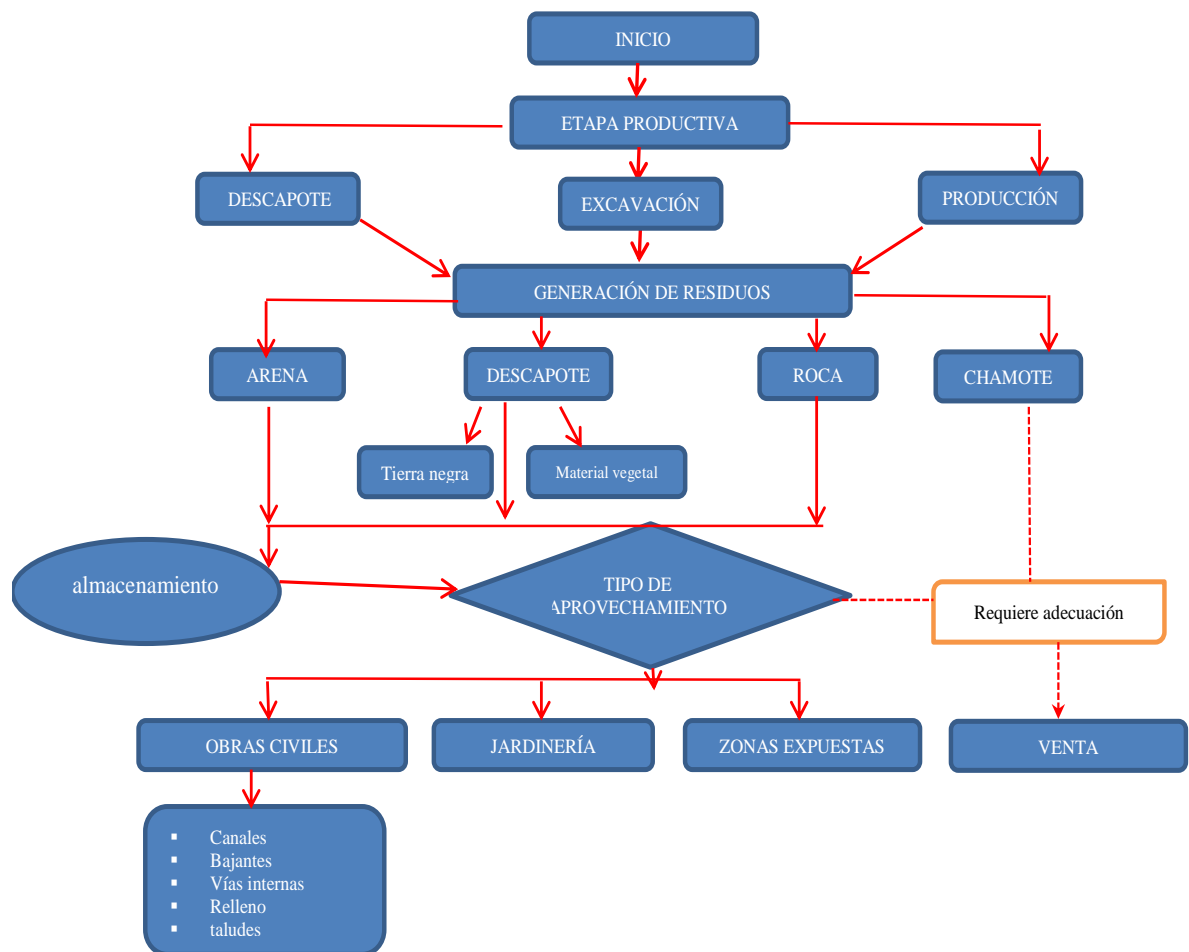 INICIO
ETAPA PRODUCTIVA
DESCAPOTE
EXCAVACIÓN
PRODUCCIÓN
GENERACIÓN DE RESIDUOS
ARENA
DESCAPOTE
ROCA
CHAMOTE
Tierra negra
Material vegetal
almacenamiento
TIPO DE
APROVECHAMIENTO
Requiere adecuación
OBRAS CIVILES
JARDINERÍA
ZONAS EXPUESTAS
VENTA
▪ Canales
▪ Bajantes
▪ Vías internas
▪ Relleno
▪ taludes